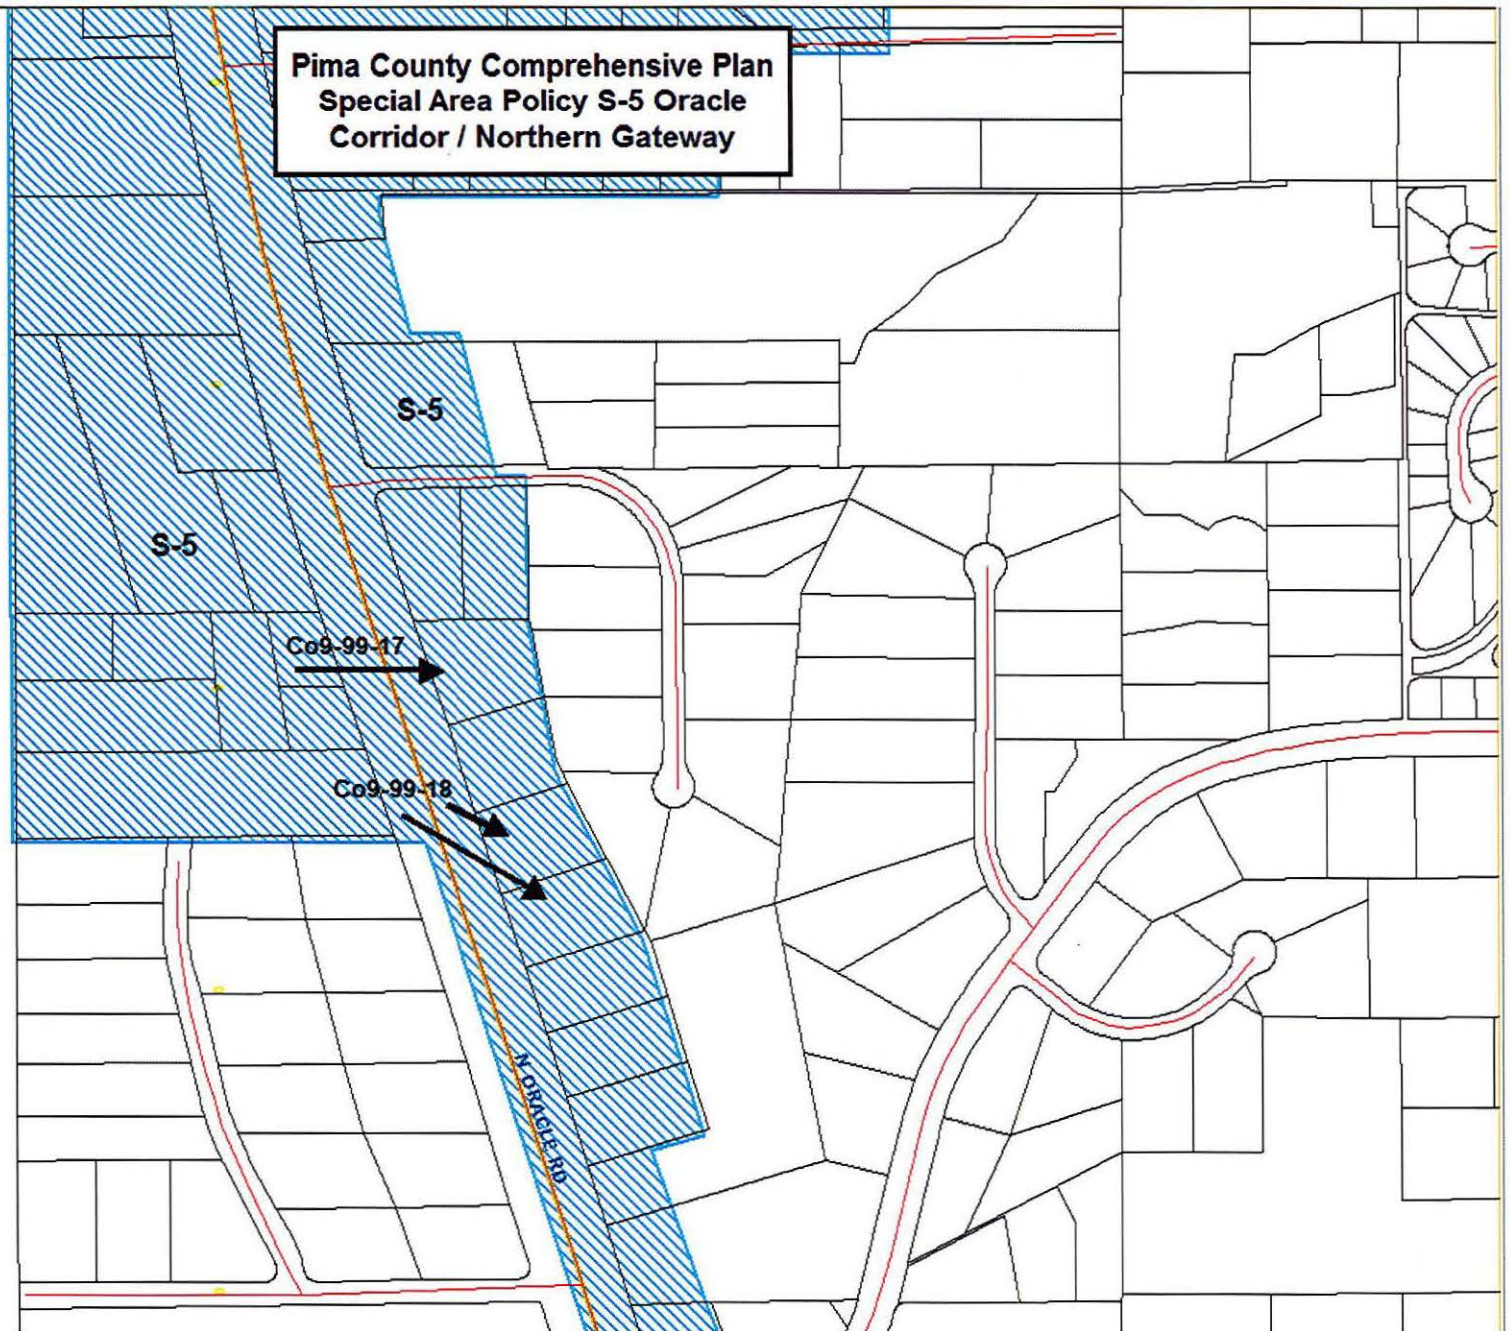 Pima County Comprehensive Plan
Special Area Policy S-5 Oracle
Corridor / Northern Gateway
S-5
S-5
Co9-99-17
Co9-99-18
N ORACLE RD